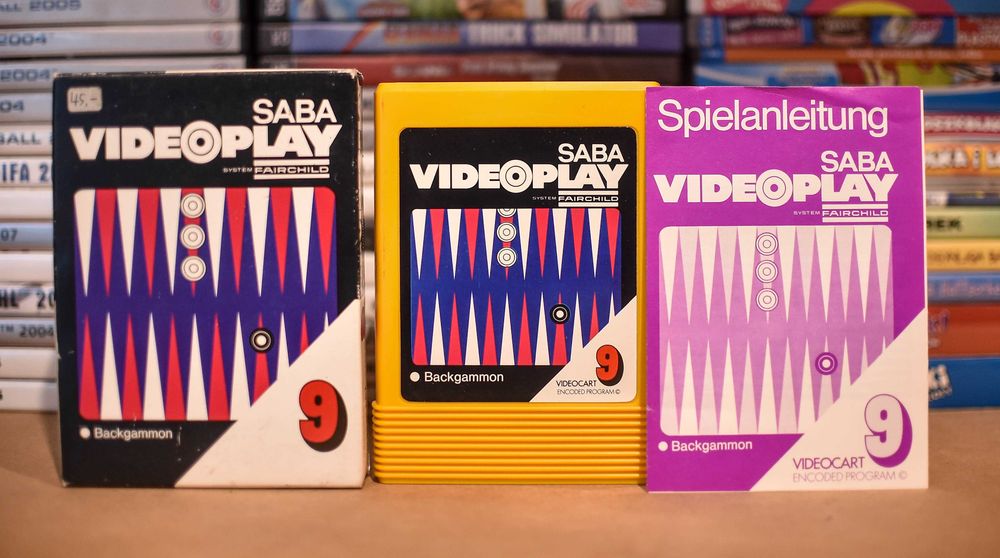 2005
2004
2004
04
BALL 2
IFA 2
07
HL 20
2004
TRUCK SIMULATOR
45,-
SABA
VIDEOPLAY
SYSTEM FAIRCHILD
Backgammon
9
SABA
VIDEOPLAY
SYSTEM FAIRCHILD
Backgammon
9
VIDEOCART
ENCODED PROGRAM ©
Spielanleitung
SABA
VIDEOPLAY
SYSTEM FAIRCHILD
Backgammon
9
VIDEOCART
ENCODED PROGRAM ©